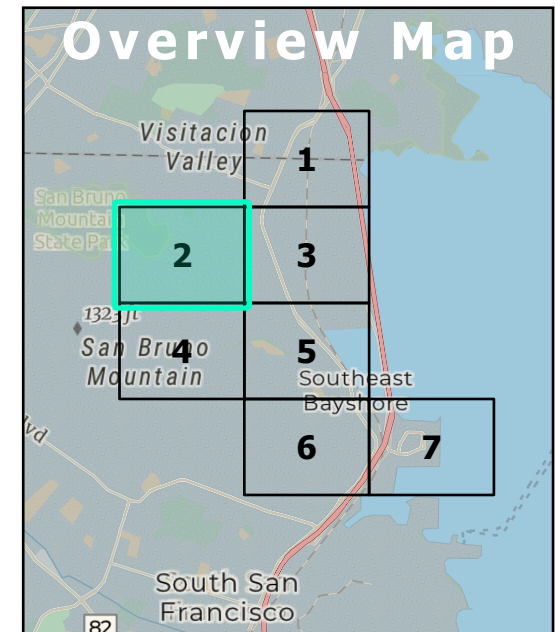 Overview Map
Visitacion
Valley
1
San Bruno
Mountain
State Park
2
3
1323 ft
San Bruno
Mountain
4
5
Southeast
Bayshore
lvd
6
7
South San
Francisco
82